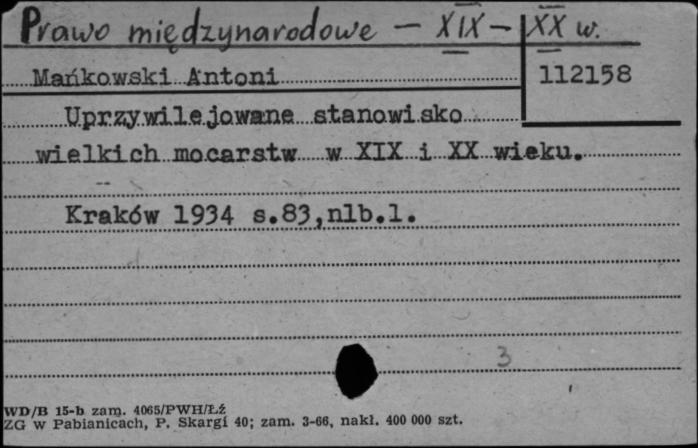 Prawo międzynarodowe — XIX — XX w.
Mańkowski Antoni
112158
Uprzywilejowane stanowisko
wielkich mocarstw w XIX i XX wieku.
Kraków 1934 s.83,nlb.1.
3
WD/B 15-b zam. 4065/PWH/Łź
ZG w Pabianicach, P. Skargi 40; zam. 3-66, nakł. 400 000 szt.